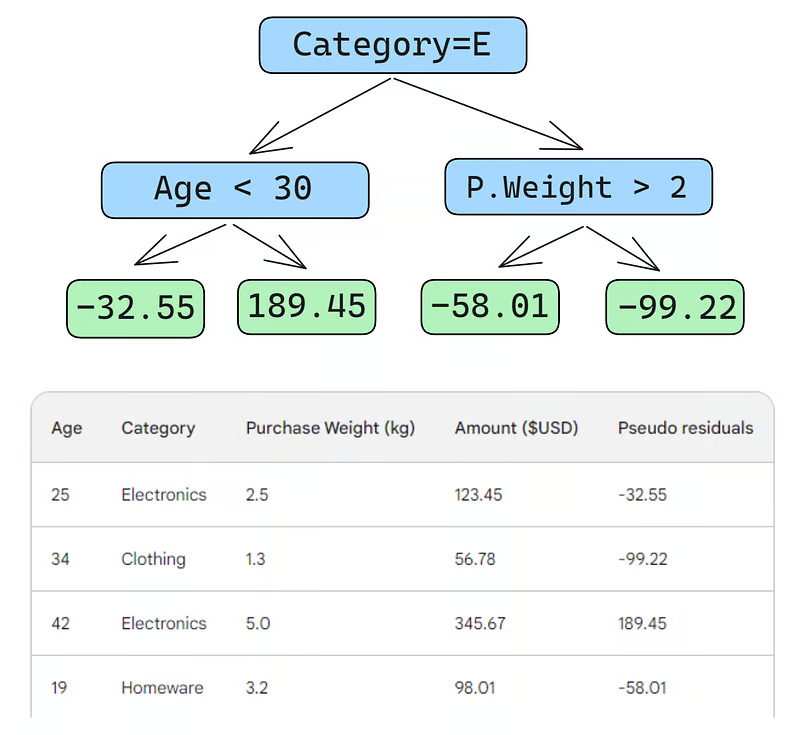 Category=E
Age < 30
P.Weight > 2
-32.55
189.45
-58.01
-99.22
Age Category Purchase Weight (kg) Amount ($USD) Pseudo residuals
25 Electronics 2.5 123.45 -32.55
34 Clothing 1.3 56.78 -99.22
42 Electronics 5.0 345.67 189.45
19 Homeware 3.2 98.01 -58.01